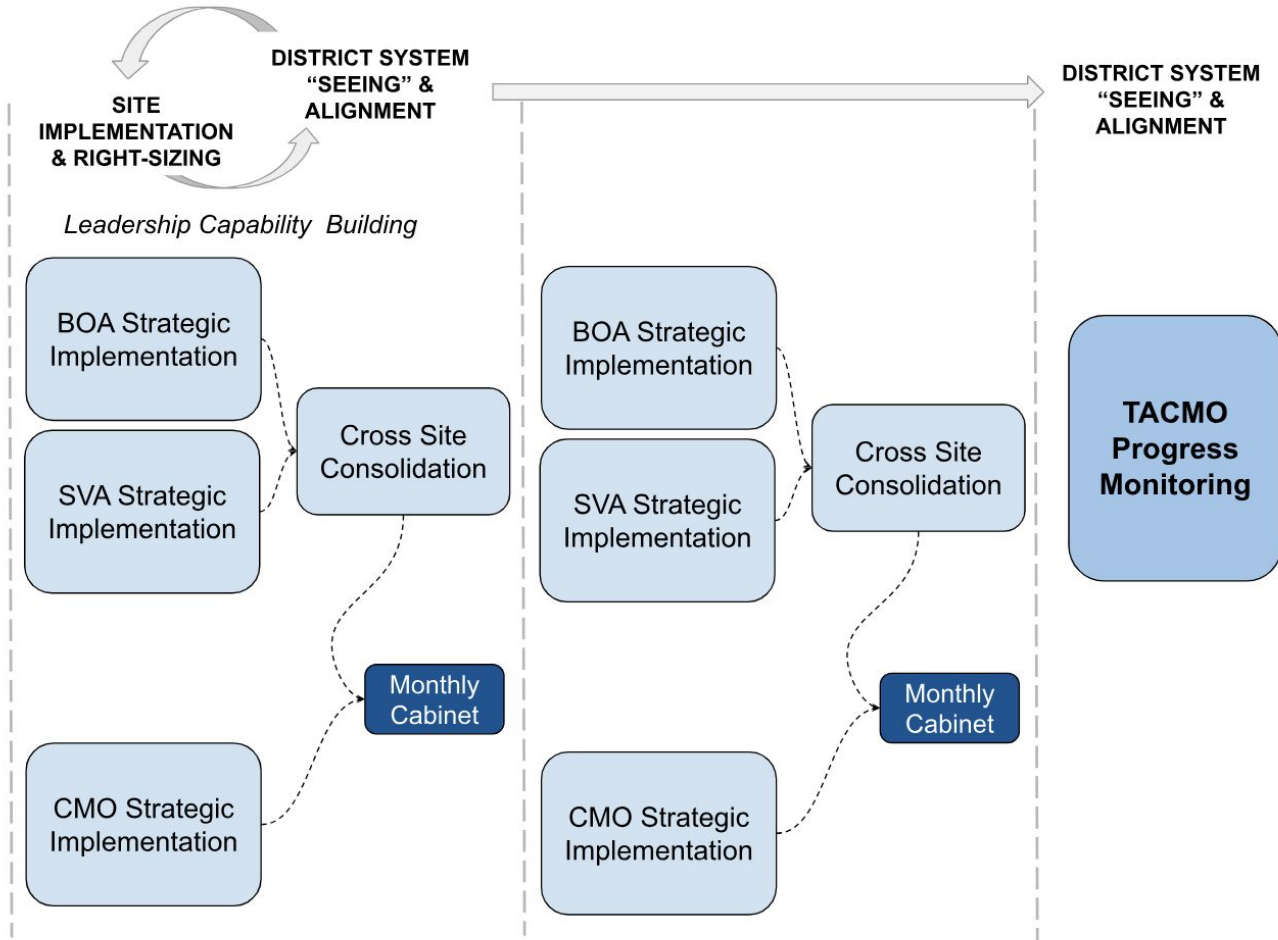 DISTRICT SYSTEM
“SEEING” &
ALIGNMENT
SITE
IMPLEMENTATION
& RIGHT-SIZING
DISTRICT SYSTEM
“SEEING” &
ALIGNMENT
Leadership Capability Building
BOA Strategic
Implementation
SVA Strategic
Implementation
Cross Site
Consolidation
Monthly
Cabinet
CMO Strategic
Implementation
BOA Strategic
Implementation
SVA Strategic
Implementation
Cross Site
Consolidation
Monthly
Cabinet
CMO Strategic
Implementation
TACMO
Progress
Monitoring